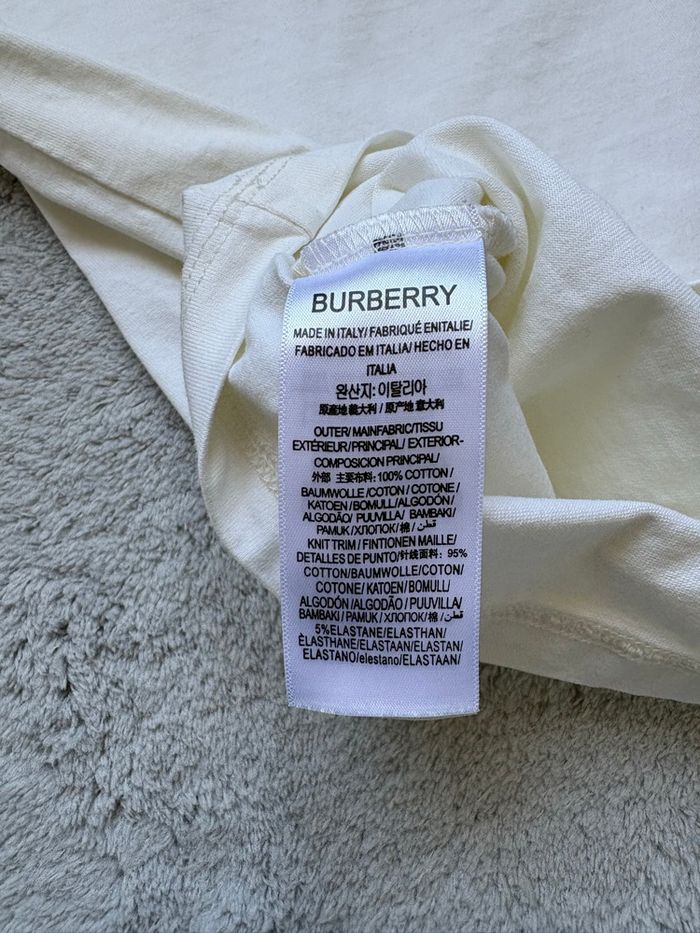 BURBERRY
MADE IN ITALY/ FABRIQUÉ ENITALIE/
FABRICADO EM ITALIA/ HECHO EN
ITALIA
완산지: 이탈리아
原産地 義大利 / 原产地 意大利
OUTER/ MAINFABRIC/TISSU
EXTÉRIEUR/PRINCIPAL/ EXTERIOR-
COMPOSICION PRINCIPAL/
外部 主要布料: 100% COTTON /
BAUMWOLLE /COTON / COTONE /
KATOEN / BOMULL/ ALGODÓN /
ALGODÃO/ PUUVILLA/ BAMBAKI/
PAMUK / ХЛОПОК/ 棉 / قطن/
KNIT TRIM / FINTIONEN MAILLE/
DETALLES DE PUNTO/针线面料: 95%
COTTON/BAUMWOLLE/COTON/
COTONE/ KATOEN/ BOMULL/
ALGODÓN /ALGODÃO / PUUVILLA/
BAMBAKI / PAMUK / ХЛОПОК/棉 / قطن/
5%ELASTANE/ELASTHAN/
ÈLASTHANE/ELASTAAN/ELASTAN/
ELASTANO/elestano/ELASTAAN/